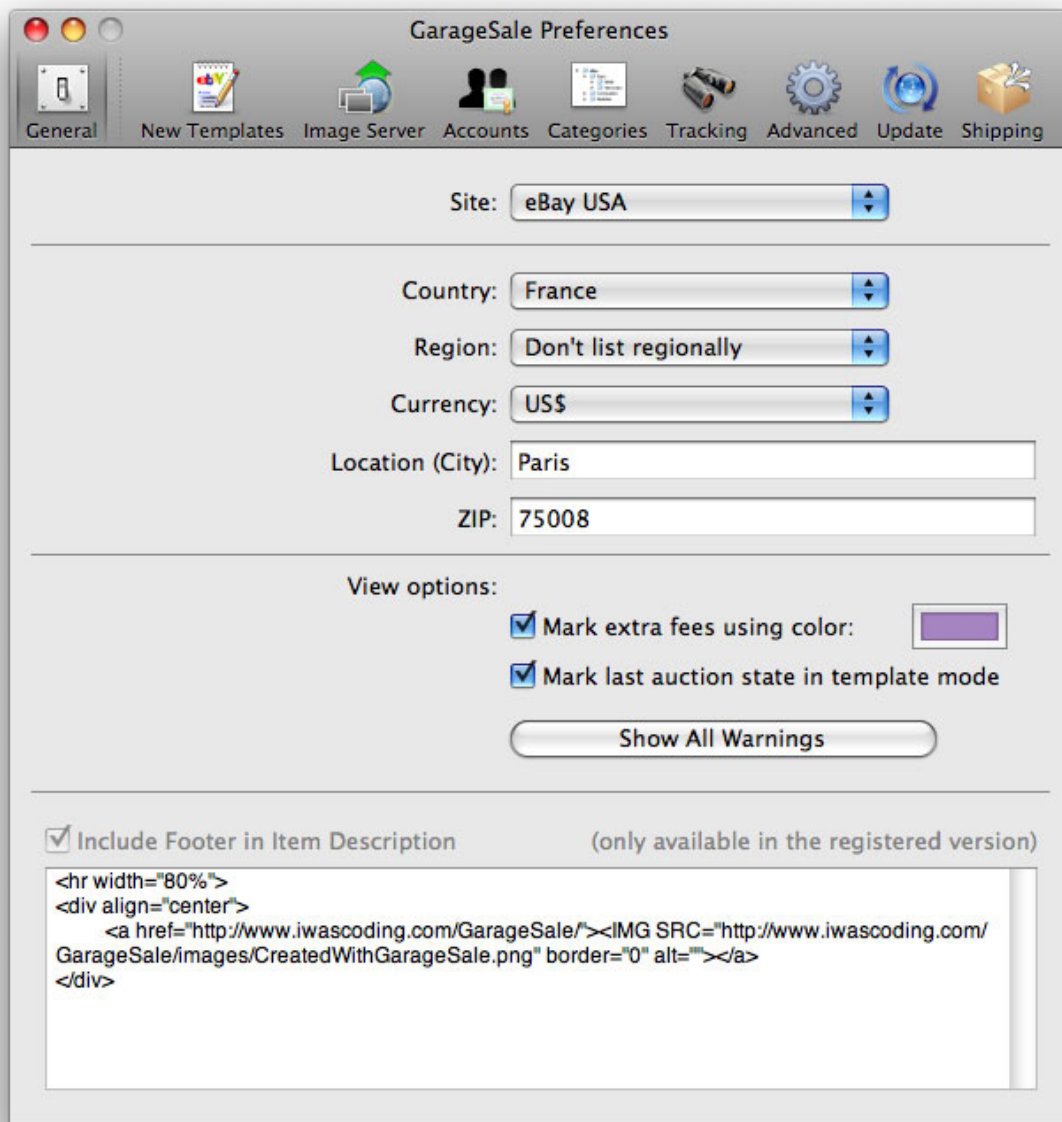 GarageSale Preferences
General New Templates Image Server Accounts Categories Tracking Advanced Update Shipping
Site: eBay USA
Country: France
Region: Don't list regionally
Currency: US$
Location (City): Paris
ZIP: 75008
View options:
Mark extra fees using color:
Mark last auction state in template mode
Show All Warnings
Include Footer in Item Description (only available in the registered version)
<hr width="80%">
<div align="center">
<a href="http://www.iwascoding.com/GarageSale/"><IMG SRC="http://www.iwascoding.com/
GarageSale/images/CreatedWithGarageSale.png" border="0" alt=""></a>
</div>